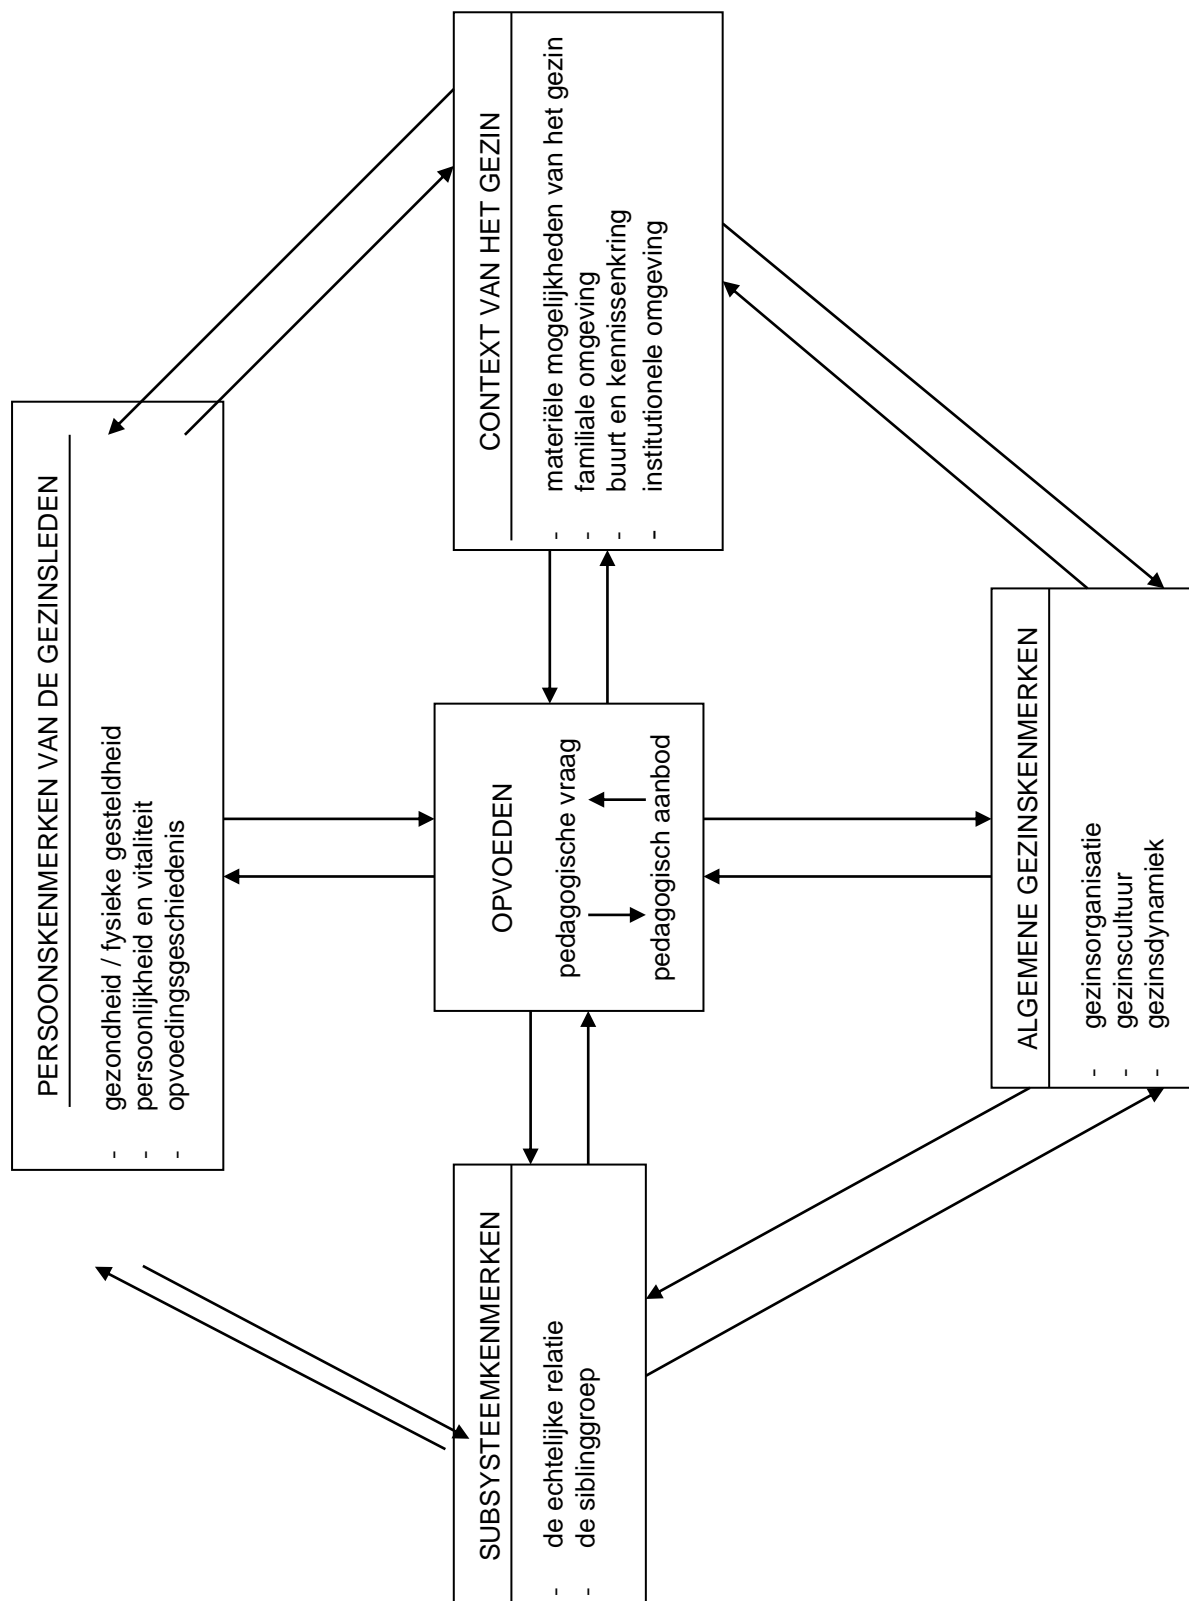 PERSOONSKENMERKEN VAN DE GEZINSLEDEN
- gezondheid / fysieke gesteldheid
- persoonlijkheid en vitaliteit
- opvoedingsgeschiedenis
SUBSYSTEEMKENMERKEN
- de echtelijke relatie
- de siblinggroep
OPVOEDEN
pedagogische vraag
pedagogisch aanbod
CONTEXT VAN HET GEZIN
- materiële mogelijkheden van het gezin
- familiale omgeving
- buurt en kennissenkring
- institutionele omgeving
ALGEMENE GEZINSKENMERKEN
- gezinsorganisatie
- gezinscultuur
- gezinsdynamiek